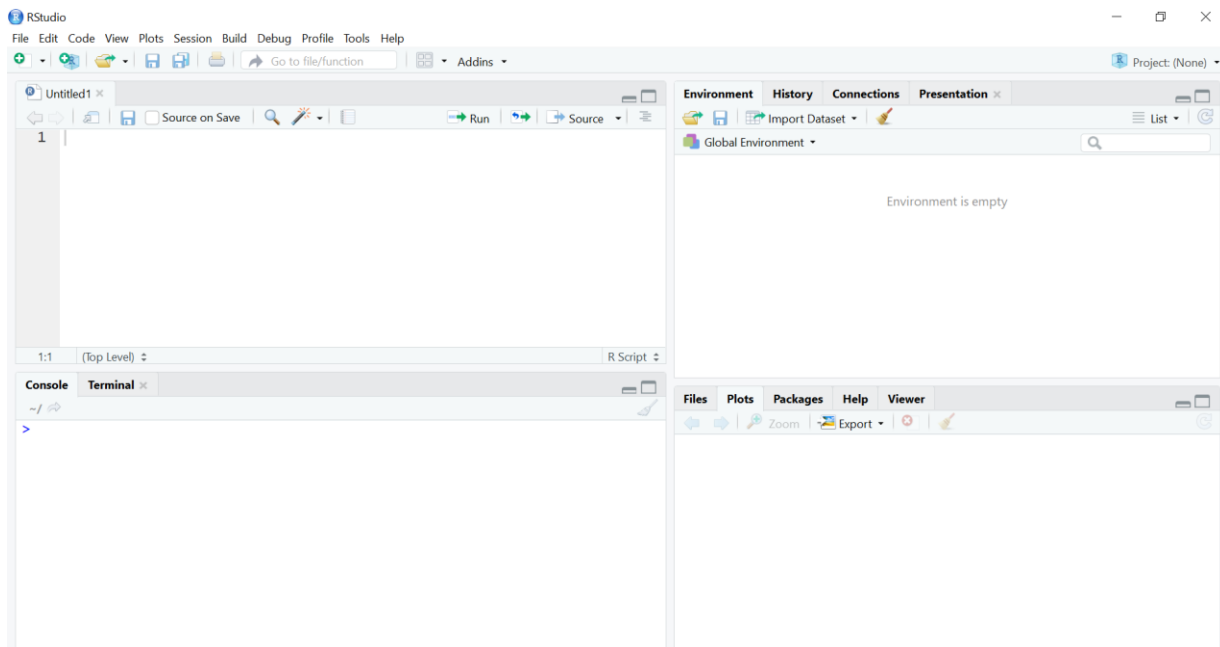 RStudio
File Edit Code View Plots Session Build Debug Profile Tools Help
Go to file/function Addins Project: (None)
Untitled1
Source on Save Run Source
1
1:1 (Top Level) R Script
Console Terminal
~/
>
Environment History Connections Presentation
Import Dataset List
Global Environment
Environment is empty
Files Plots Packages Help Viewer
Zoom Export